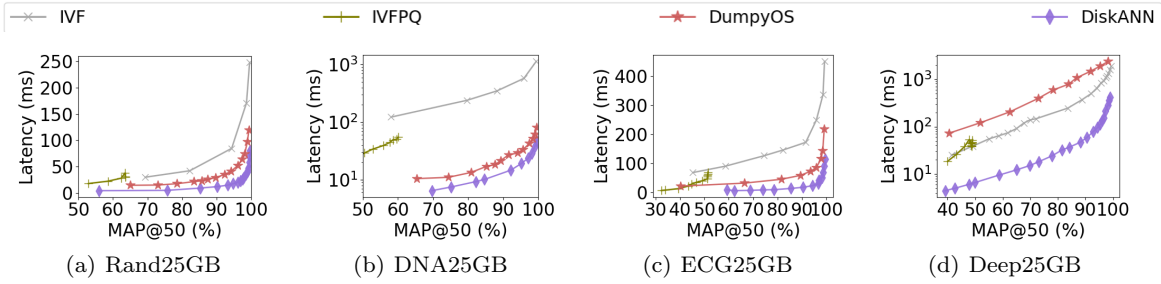 IVF IVFPQ DumpyOS DiskANN
Latency (ms)
250
200
150
100
50
0
50 60 70 80 90 100
MAP@50 (%)
(a) Rand25GB
Latency (ms)
10³
10²
10¹
50 60 70 80 90 100
MAP@50 (%)
(b) DNA25GB
Latency (ms)
400
300
200
100
0
30 40 50 60 70 80 90 100
MAP@50 (%)
(c) ECG25GB
Latency (ms)
10³
10²
10¹
40 50 60 70 80 90 100
MAP@50 (%)
(d) Deep25GB